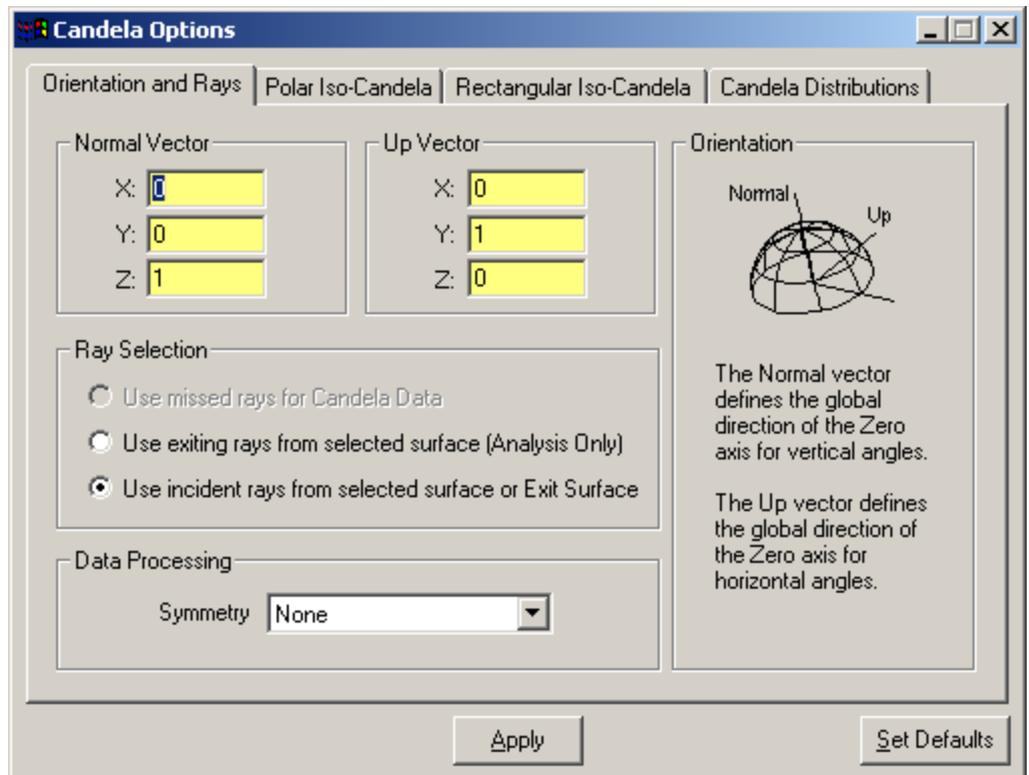 Candela Options
Orientation and Rays
Polar Iso-Candela
Rectangular Iso-Candela
Candela Distributions
Normal Vector
X: 0
Y: 0
Z: 1
Up Vector
X: 0
Y: 1
Z: 0
Ray Selection
Use missed rays for Candela Data
Use exiting rays from selected surface (Analysis Only)
Use incident rays from selected surface or Exit Surface
Data Processing
Symmetry None
Orientation
Normal
Up
The Normal vector
defines the global
direction of the Zero
axis for vertical angles.
The Up vector defines
the global direction of
the Zero axis for
horizontal angles.
Apply
Set Defaults